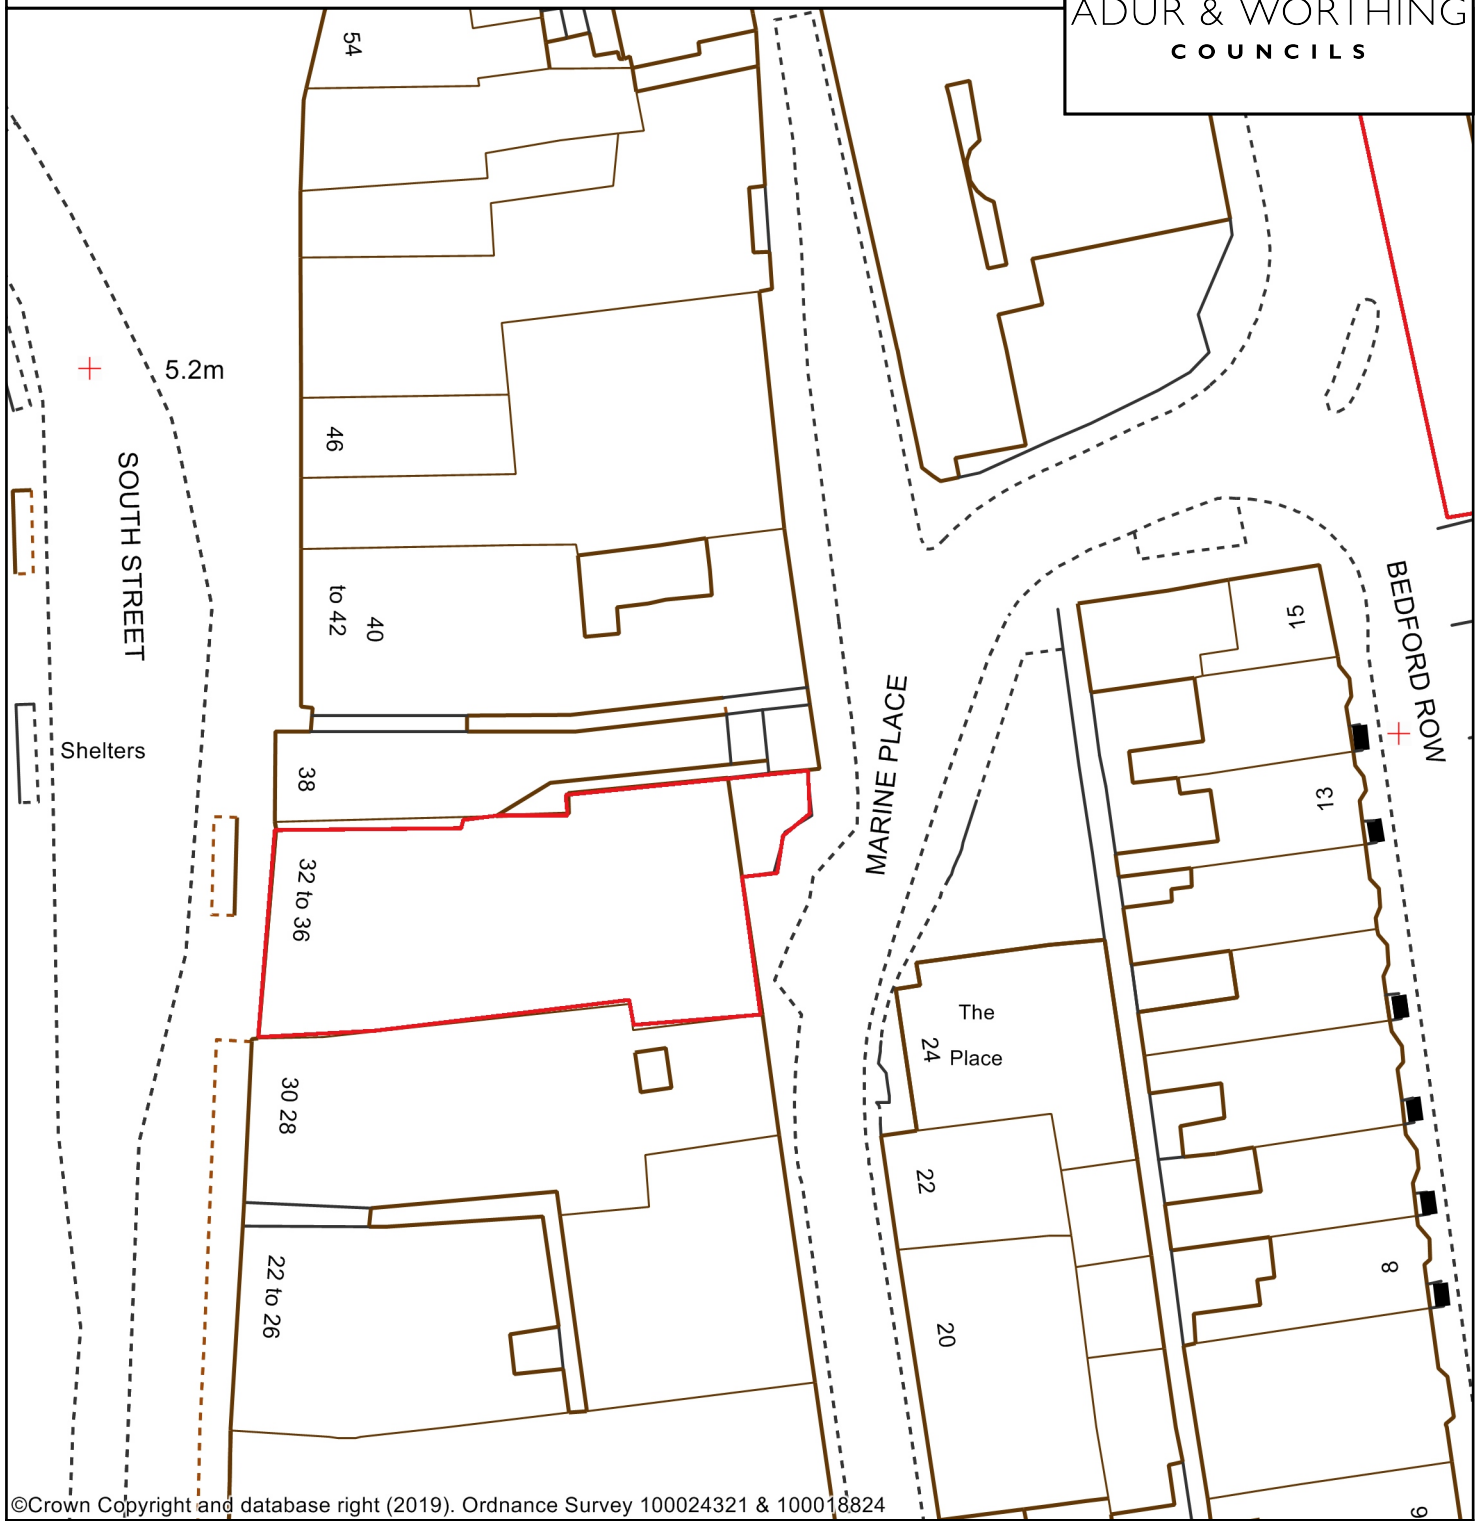 ADUR & WORTHING
COUNCILS
54
5.2m
46
SOUTH STREET
40
to 42
15
BEDFORD ROW
MARINE PLACE
Shelters
38
13
32 to 36
The
24
Place
30 28
22
22 to 26
8
20
9
©Crown Copyright and database right (2019). Ordnance Survey 100024321 & 100018824